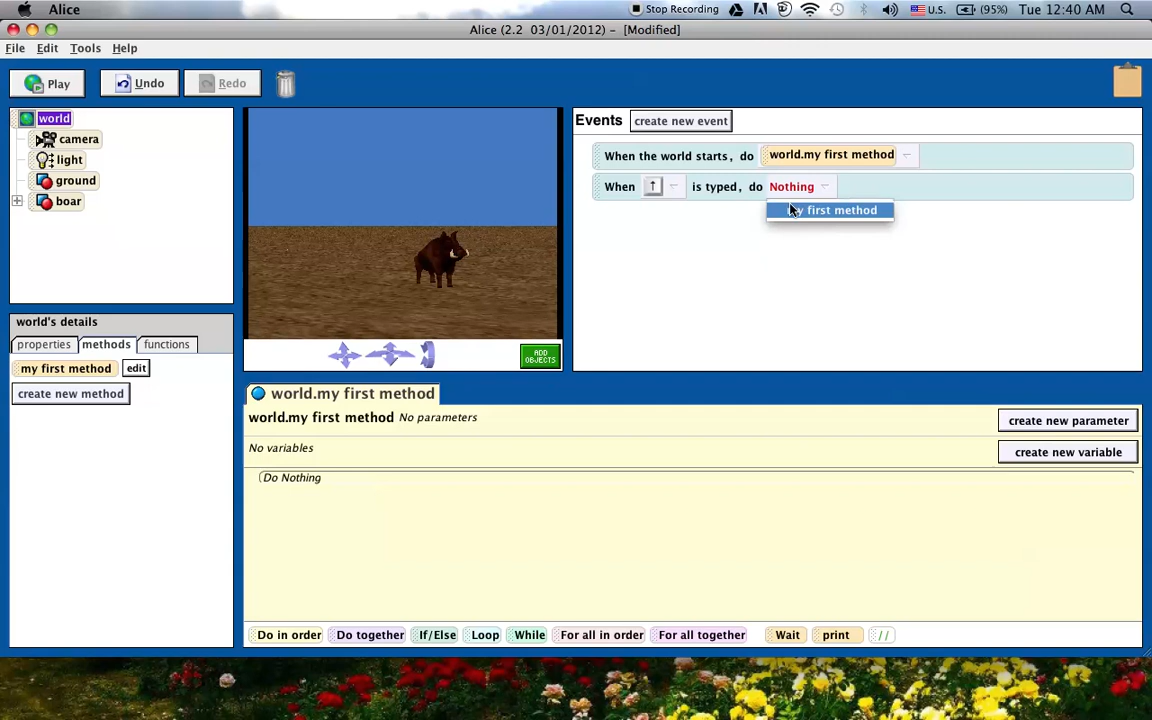 Alice
Stop Recording
U.S.
(95%)
Tue 12:40 AM
Alice (2.2  03/01/2012) -  [Modified]
File Edit Tools Help
Play
Undo
Redo
world
camera
light
ground
boar
Events
create new event
When the world starts, do world.my first method
When ↑ is typed, do Nothing
first method
world's details
properties methods functions
my first method edit
create new method
ADD
OBJECTS
world.my first method
world.my first method No parameters
create new parameter
No variables
create new variable
Do Nothing
Do in order Do together If/Else Loop While For all in order For all together Wait print //